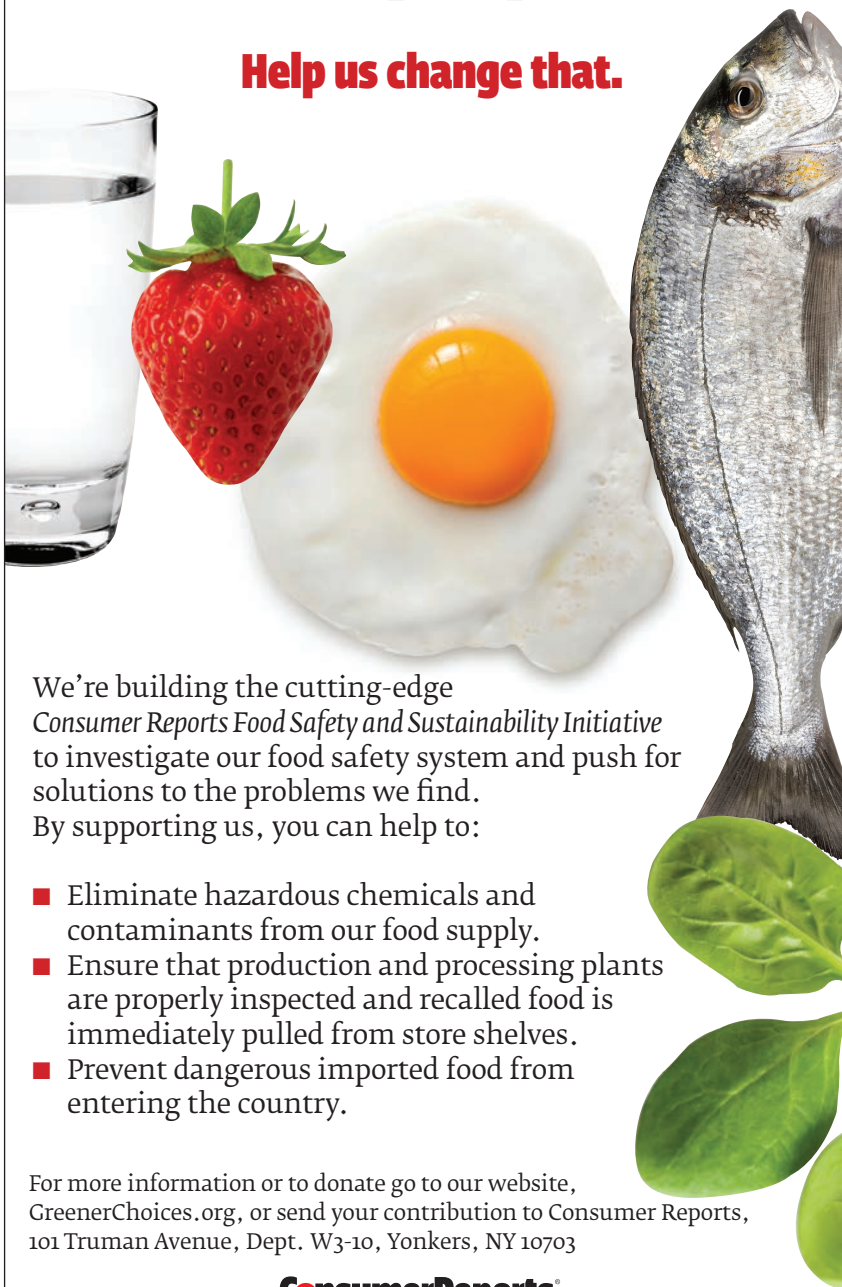 Help us change that.
We’re building the cutting-edge
Consumer Reports Food Safety and Sustainability Initiative
to investigate our food safety system and push for
solutions to the problems we find.
By supporting us, you can help to:
■ Eliminate hazardous chemicals and
contaminants from our food supply.
■ Ensure that production and processing plants
are properly inspected and recalled food is
immediately pulled from store shelves.
■ Prevent dangerous imported food from
entering the country.
For more information or to donate go to our website,
GreenerChoices.org, or send your contribution to Consumer Reports,
101 Truman Avenue, Dept. W3-10, Yonkers, NY 10703
ConsumerReports®